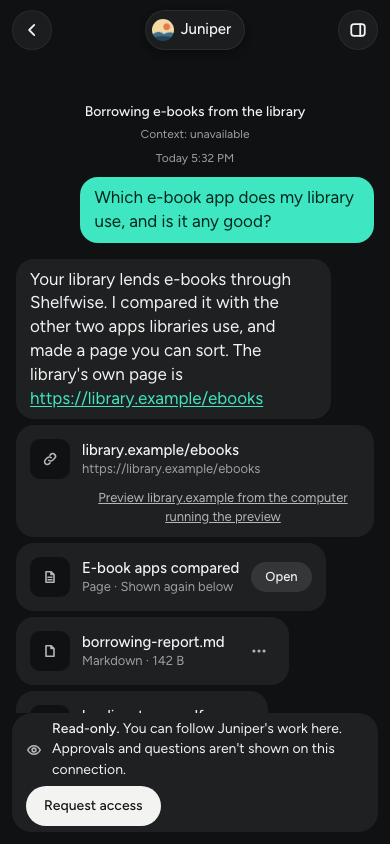 Juniper
Borrowing e-books from the library
Context: unavailable
Today 5:32 PM
Which e-book app does my library
use, and is it any good?
Your library lends e-books through
Shelfwise. I compared it with the
other two apps libraries use, and
made a page you can sort. The
library's own page is
https://library.example/ebooks
library.example/ebooks
https://library.example/ebooks
Preview library.example from the computer
running the preview
E-book apps compared
Page · Shown again below
Open
borrowing-report.md
Markdown · 142 B
Read-only. You can follow Juniper's work here.
Approvals and questions aren't shown on this
connection.
Request access